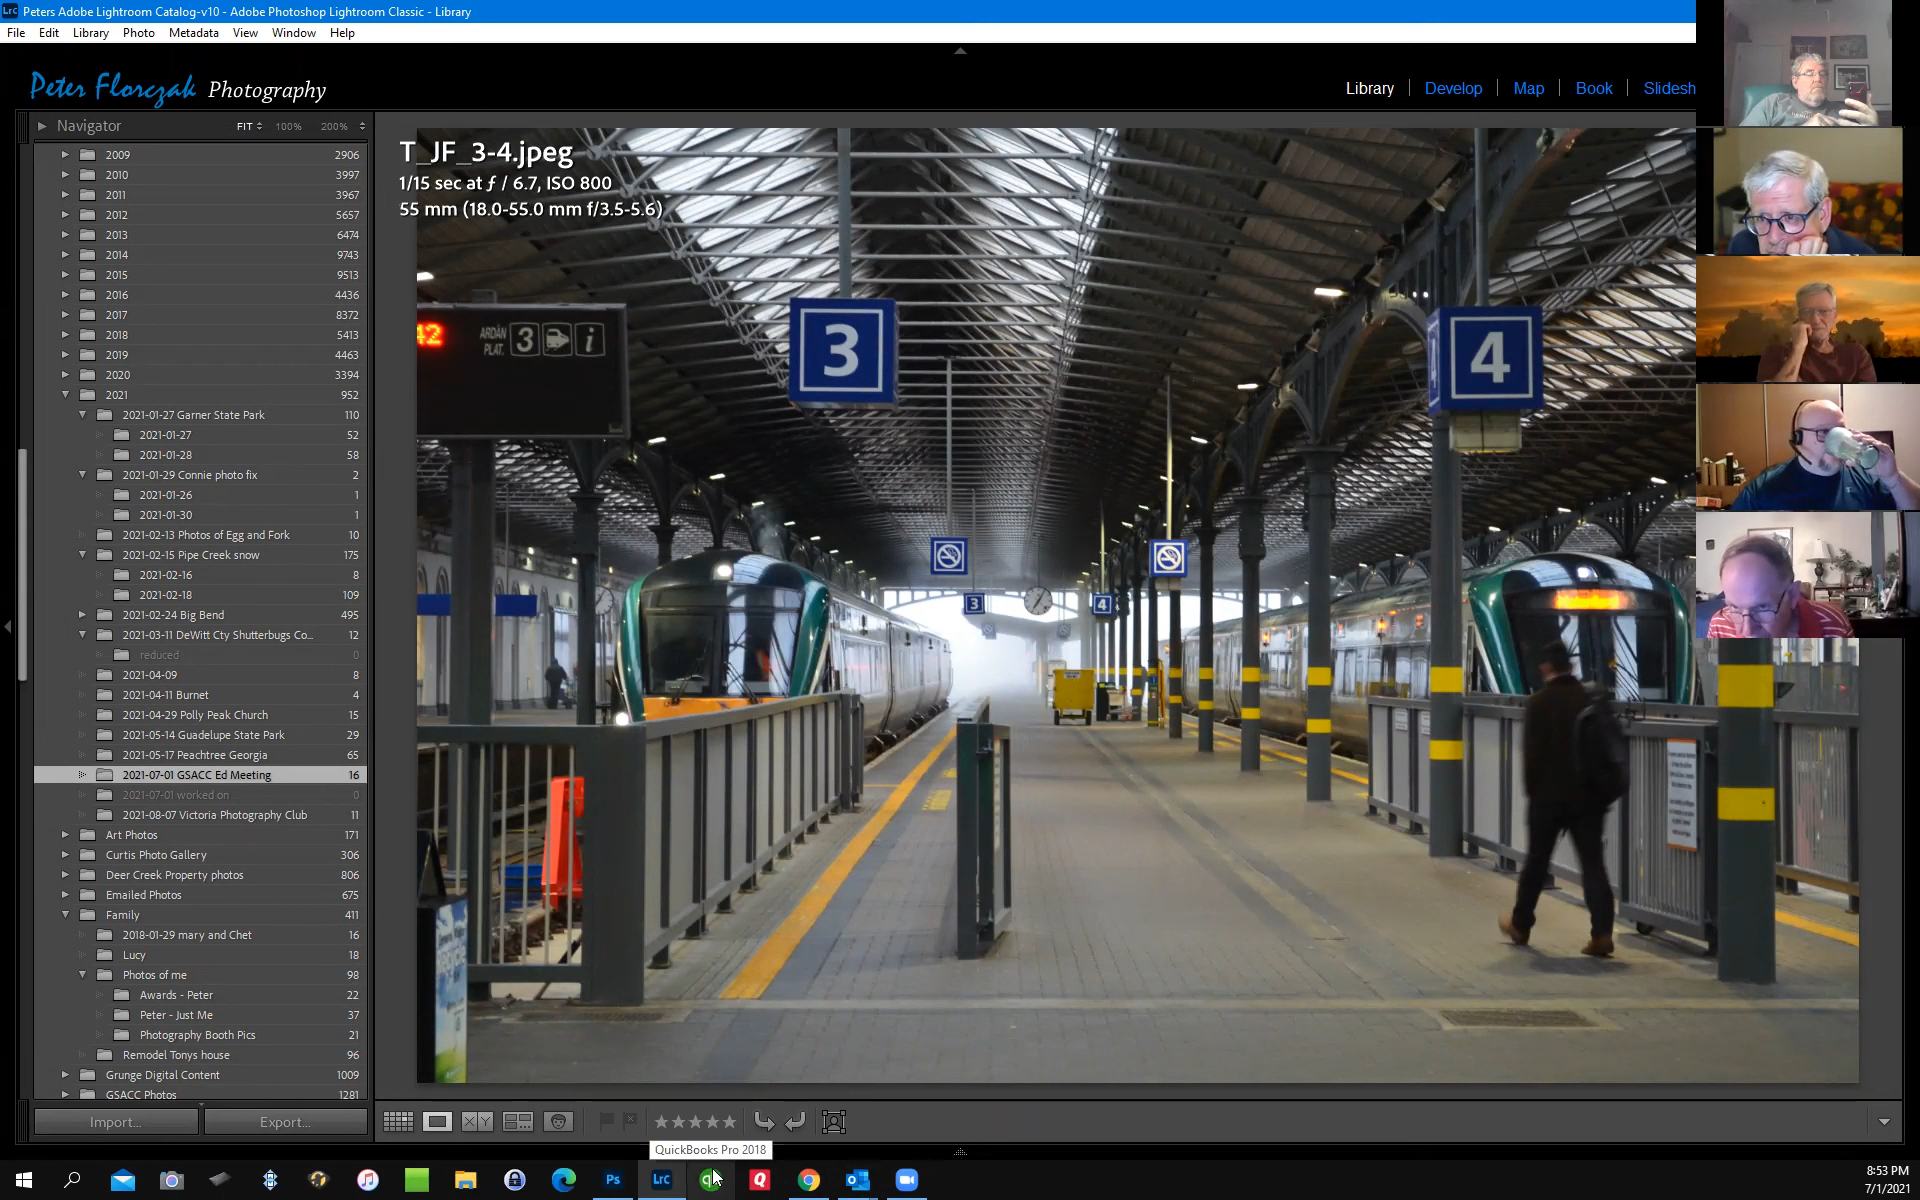 Lrc Peters Adobe Lightroom Catalog-v10 - Adobe Photoshop Lightroom Classic - Library
File Edit Library Photo Metadata View Window Help
Peter Florczak Photography
Library Develop Map Book Slidesh
Navigator FIT 100% 200%
2009 2906
2010 3997
2011 3967
2012 5657
2013 6474
2014 9743
2015 9513
2016 4436
2017 8372
2018 5413
2019 4463
2020 3394
2021 952
2021-01-27 Garner State Park 110
2021-01-27 52
2021-01-28 58
2021-01-29 Connie photo fix 2
2021-01-26 1
2021-01-30 1
2021-02-13 Photos of Egg and Fork 10
2021-02-15 Pipe Creek snow 175
2021-02-16 8
2021-02-18 109
2021-02-24 Big Bend 495
2021-03-11 DeWitt Cty Shutterbugs Co... 12
reduced 0
2021-04-09 8
2021-04-11 Burnet 4
2021-04-29 Polly Peak Church 15
2021-05-14 Guadelupe State Park 29
2021-05-17 Peachtree Georgia 65
2021-07-01 GSACC Ed Meeting 16
2021-07-01 worked on 0
2021-08-07 Victoria Photography Club 11
Art Photos 171
Curtis Photo Gallery 306
Deer Creek Property photos 806
Emailed Photos 675
Family 411
2018-01-29 mary and Chet 16
Lucy 18
Photos of me 98
Awards - Peter 22
Peter - Just Me 37
Photography Booth Pics 21
Remodel Tonys house 96
Grunge Digital Content 1009
GSACC Photos 1281
Import... Export...
T_JF_3-4.jpeg
1/15 sec at ƒ / 6.7, ISO 800
55 mm (18.0-55.0 mm f/3.5-5.6)
42
ARDÁN
PLAT. 3 i
3
4
3
4
XY
QuickBooks Pro 2018
Ps Lrc qb Q
8:53 PM
7/1/2021